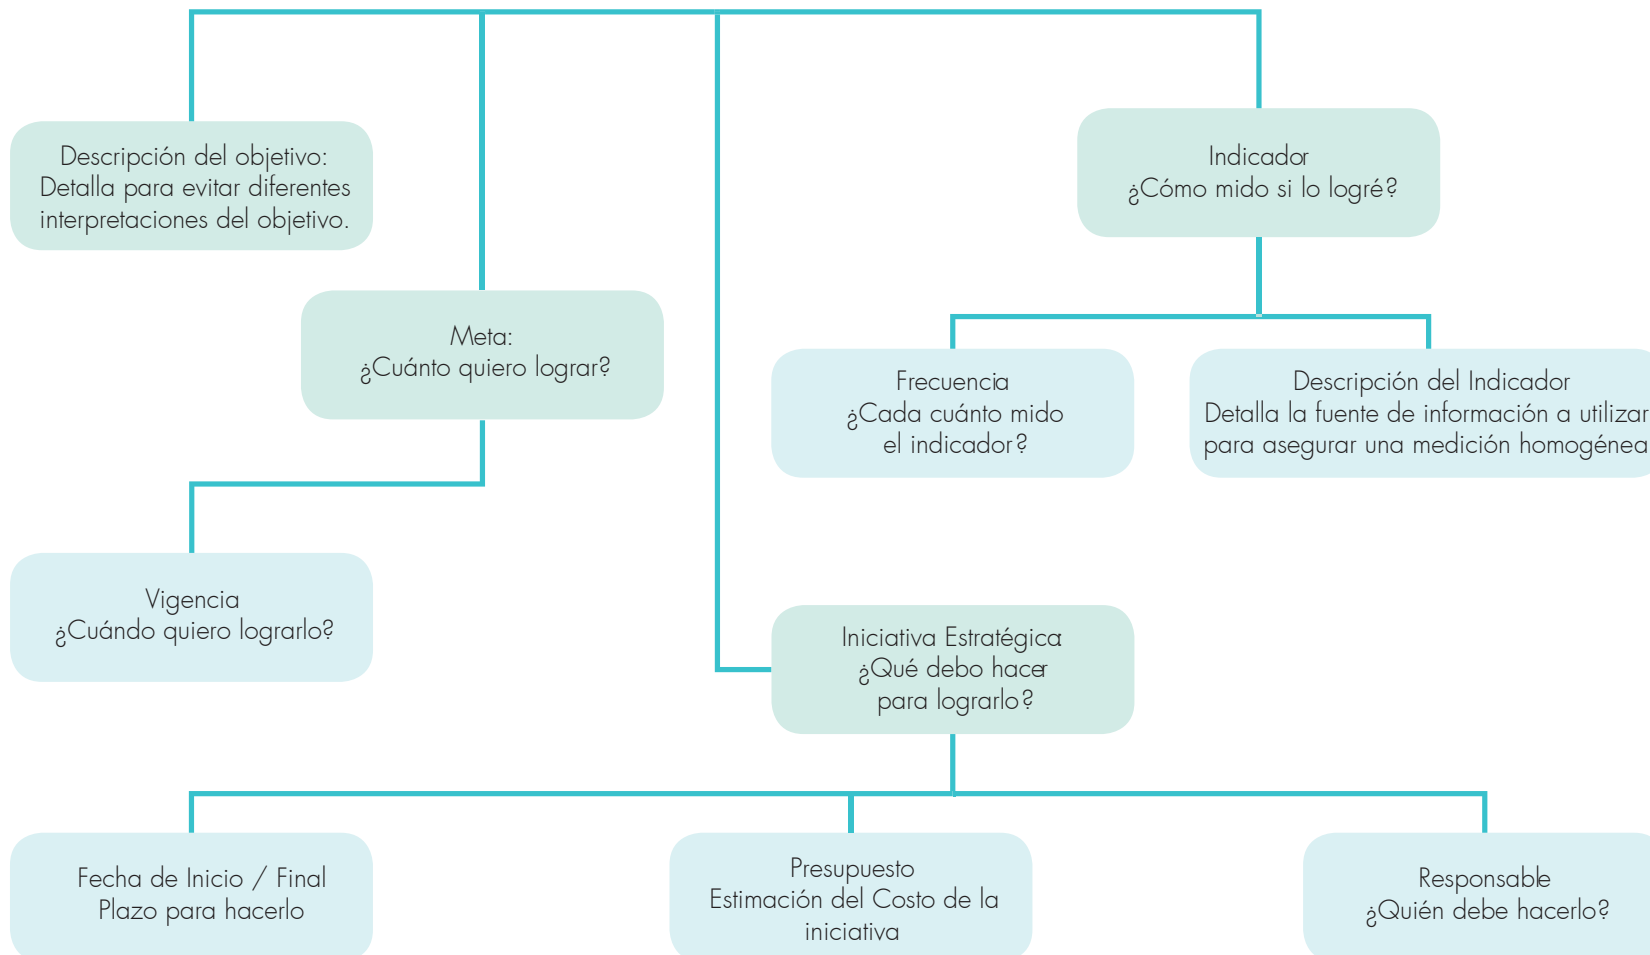 Descripción del objetivo:
Detalla para evitar diferentes
interpretaciones del objetivo.
Indicador
¿Cómo mido si lo logré?
Meta:
¿Cuánto quiero lograr?
Frecuencia
¿Cada cuánto mido
el indicador?
Descripción del Indicador
Detalla la fuente de información a utilizar
para asegurar una medición homogénea
Vigencia
¿Cuándo quiero lograrlo?
Iniciativa Estratégica:
¿Qué debo hacer
para lograrlo?
Fecha de Inicio / Final
Plazo para hacerlo
Presupuesto
Estimación del Costo de la
iniciativa
Responsable
¿Quién debe hacerlo?